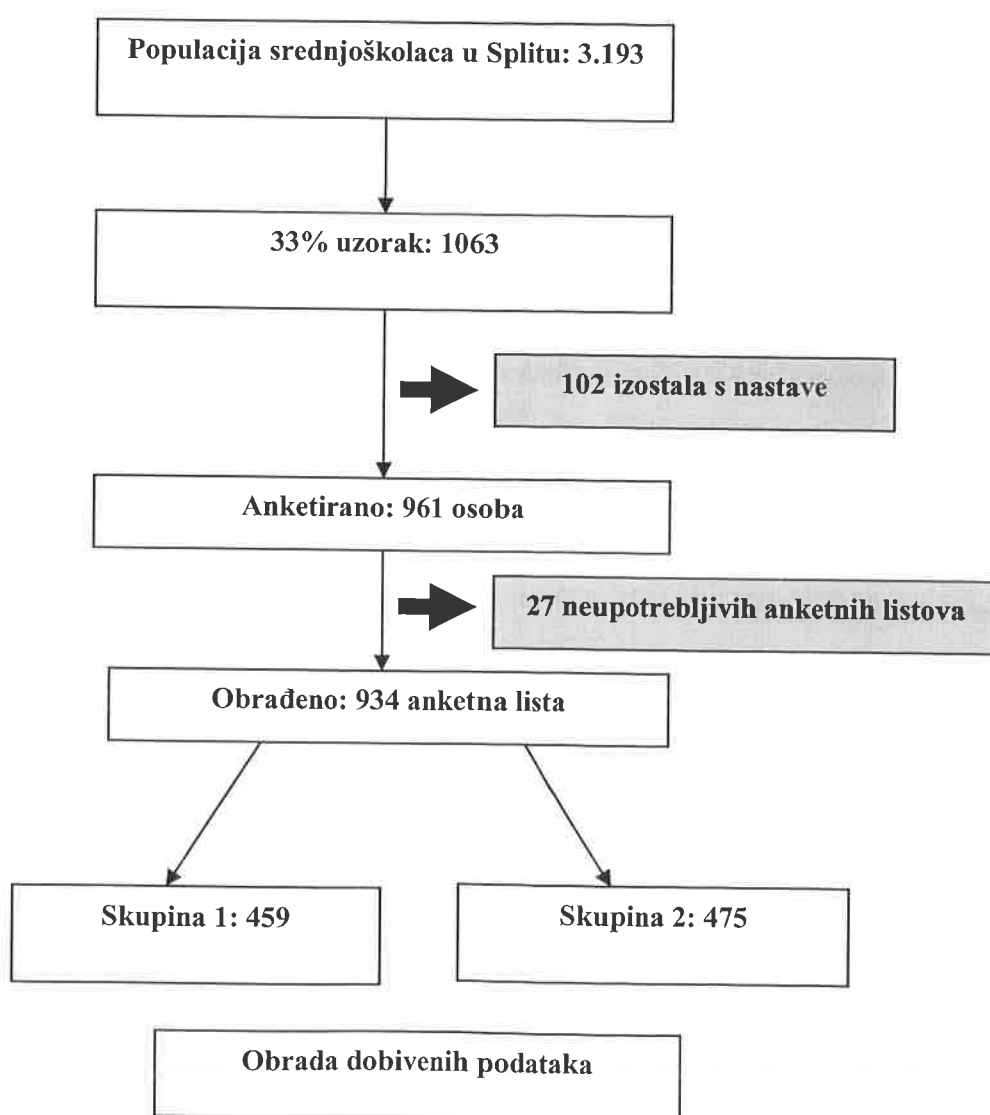 Populacija srednjoškolaca u Splitu: 3.193
33% uzorak: 1063
102 izostala s nastave
Anketirano: 961 osoba
27 neupotrebljivih anketnih listova
Obrađeno: 934 anketna lista
Skupina 1: 459
Skupina 2: 475
Obrada dobivenih podataka